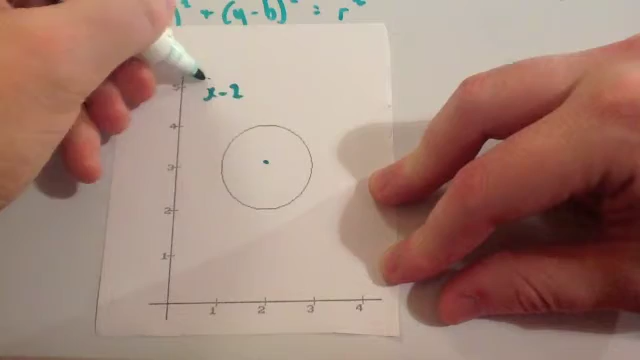 )² + (y-b)² = r²
x-2
5
4
3
2
1
1 2 3 4